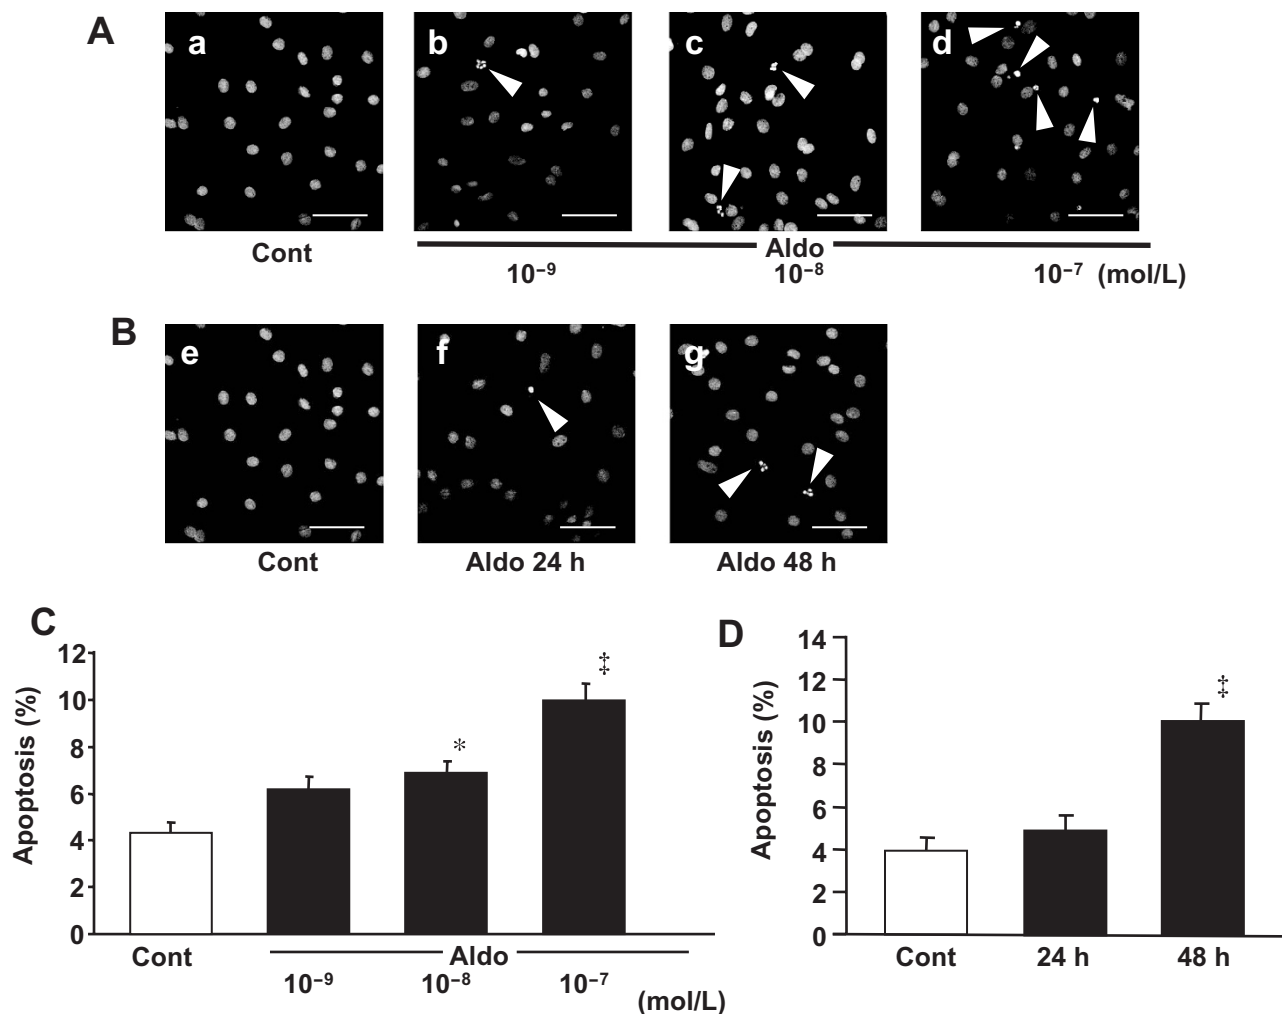 A
a b c d
Cont
Aldo
10⁻⁹ 10⁻⁸ 10⁻⁷ (mol/L)
B
e f g
Cont Aldo 24 h Aldo 48 h
C
Apoptosis (%)
12
10
8
6
4
2
0
*
‡
Cont
Aldo
10⁻⁹ 10⁻⁸ 10⁻⁷
(mol/L)
D
Apoptosis (%)
14
12
10
8
6
4
2
0
‡
Cont 24 h 48 h